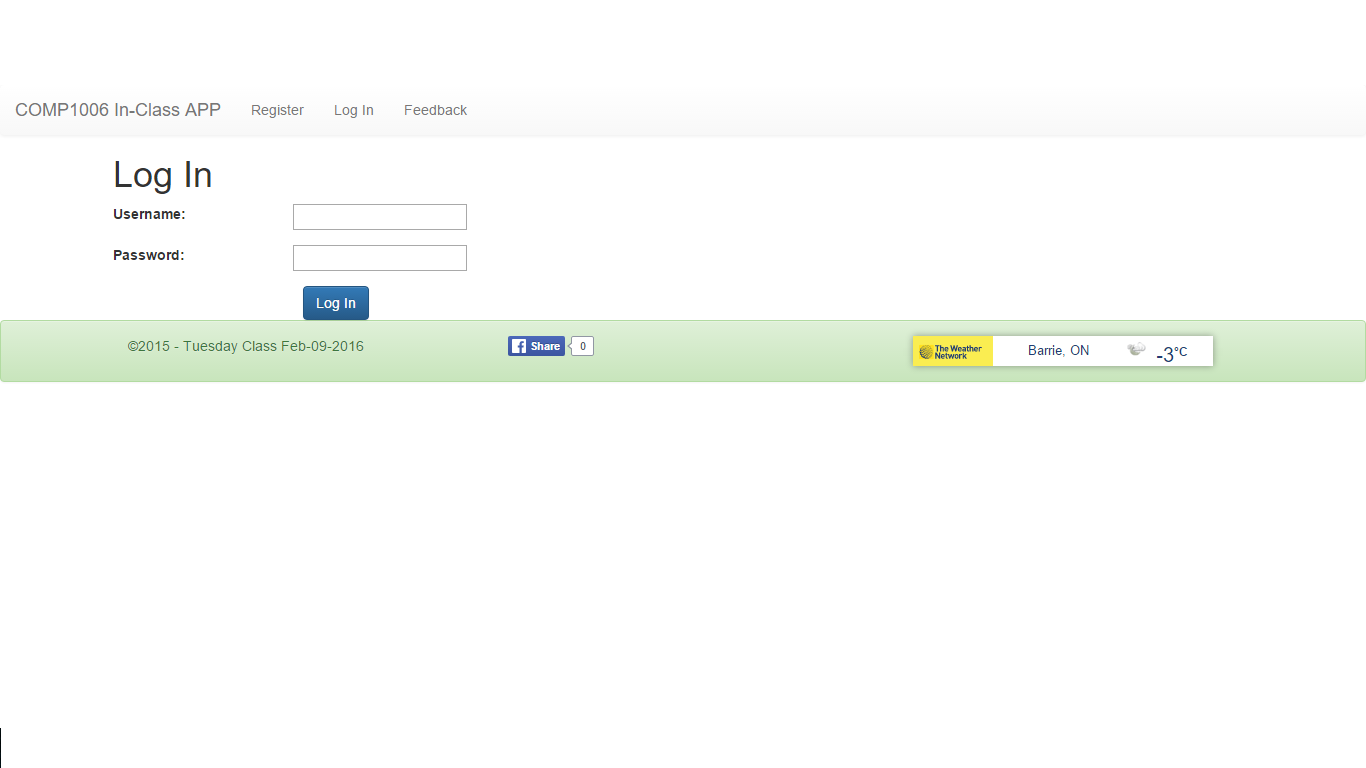 COMP1006 In-Class APP Register Log In Feedback
Log In
Username:
Password:
Log In
©2015 - Tuesday Class Feb-09-2016 Share 0 The Weather Network Barrie, ON -3°C